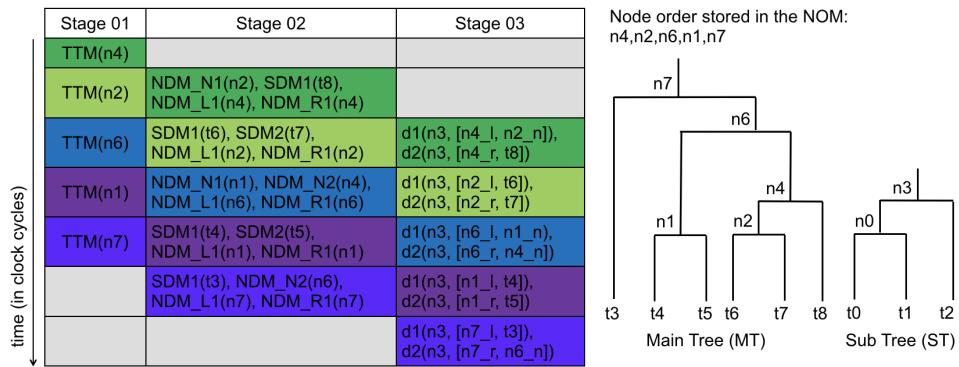 Stage 01 Stage 02 Stage 03
TTM(n4)
TTM(n2)
NDM_N1(n2), SDM1(t8),
NDM_L1(n4), NDM_R1(n4)
TTM(n6)
SDM1(t6), SDM2(t7),
NDM_L1(n2), NDM_R1(n2)
d1(n3, [n4_l, n2_n]),
d2(n3, [n4_r, t8])
TTM(n1)
NDM_N1(n1), NDM_N2(n4),
NDM_L1(n6), NDM_R1(n6)
d1(n3, [n2_l, t6]),
d2(n3, [n2_r, t7])
TTM(n7)
SDM1(t4), SDM2(t5),
NDM_L1(n1), NDM_R1(n1)
d1(n3, [n6_l, n1_n]),
d2(n3, [n6_r, n4_n])
SDM1(t3), NDM_N2(n6),
NDM_L1(n7), NDM_R1(n7)
d1(n3, [n1_l, t4]),
d2(n3, [n1_r, t5])
d1(n3, [n7_l, t3]),
d2(n3, [n7_r, n6_n])
time (in clock cycles)
Node order stored in the NOM:
n4,n2,n6,n1,n7
n7
n6
n4
n3
n1
n2
n0
t3 t4 t5 t6 t7 t8 t0 t1 t2
Main Tree (MT) Sub Tree (ST)